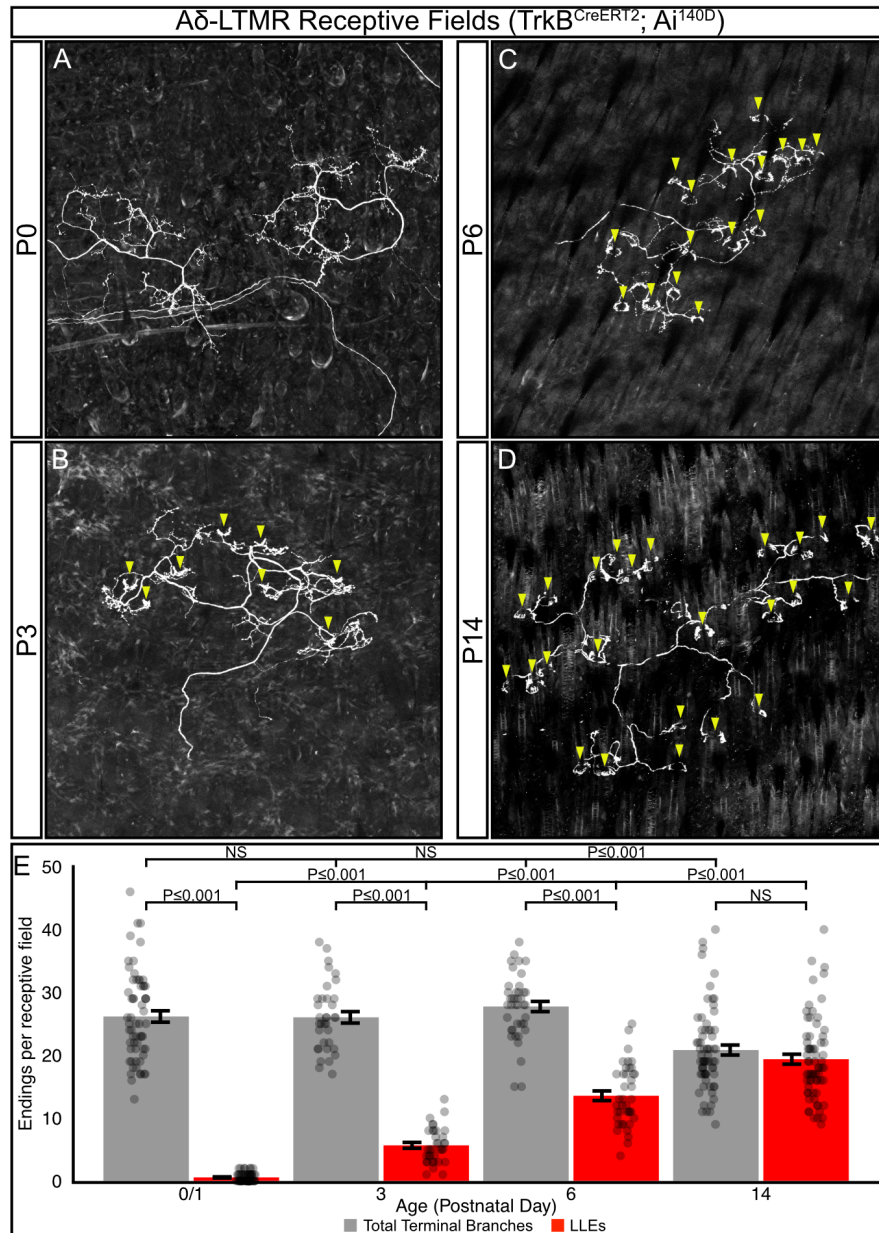 Aδ-LTMR Receptive Fields (TrkB^CreERT2; Ai^140D)
P0
A
P6
C
P3
B
P14
D
E
NS NS P≤0.001
P≤0.001 P≤0.001 P≤0.001
P≤0.001 P≤0.001 P≤0.001 NS
50
40
30
20
10
0
Endings per receptive field
0/1 3 6 14
Age (Postnatal Day)
Total Terminal Branches LLEs